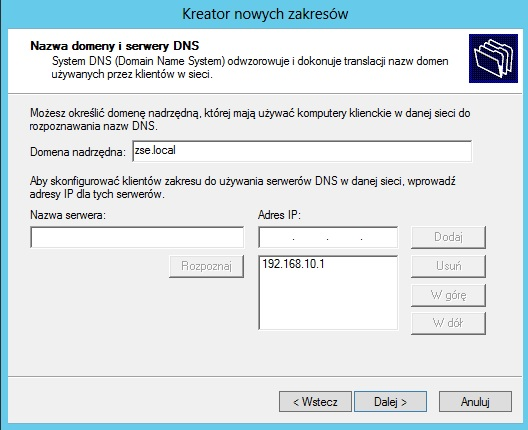 Kreator nowych zakresów
Nazwa domeny i serwery DNS
System DNS (Domain Name System) odwzorowuje i dokonuje translacji nazw domen
używanych przez klientów w sieci.
Możesz określić domenę nadrzędną, której mają używać komputery klienckie w danej sieci do
rozpoznawania nazw DNS.
Domena nadrzędna: zse.local
Aby skonfigurować klientów zakresu do używania serwerów DNS w danej sieci, wprowadź
adresy IP dla tych serwerów.
Nazwa serwera: Adres IP:
. . . Dodaj
Rozpoznaj 192.168.10.1 Usuń
W górę
W dół
< Wstecz Dalej > Anuluj